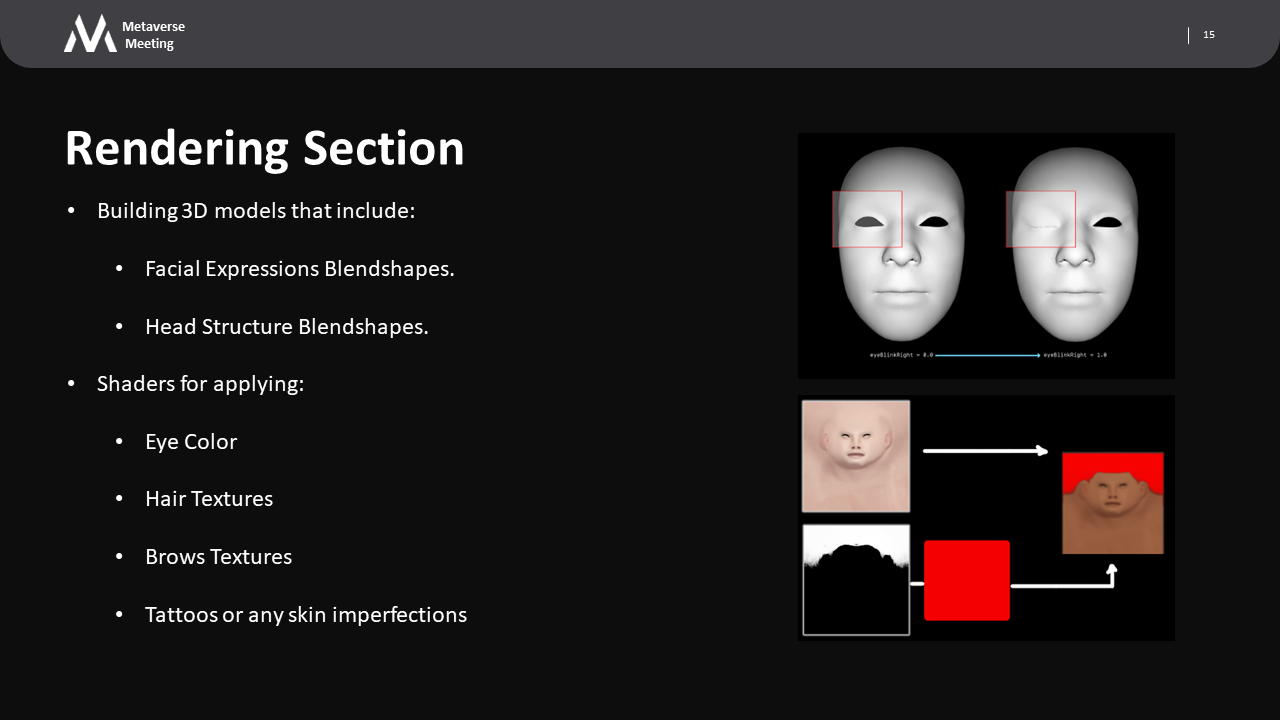 Metaverse
Meeting
15
Rendering Section
• Building 3D models that include:
• Facial Expressions Blendshapes.
• Head Structure Blendshapes.
• Shaders for applying:
• Eye Color
• Hair Textures
• Brows Textures
• Tattoos or any skin imperfections
eyeBlinkRight = 0.0
eyeBlinkRight = 1.0